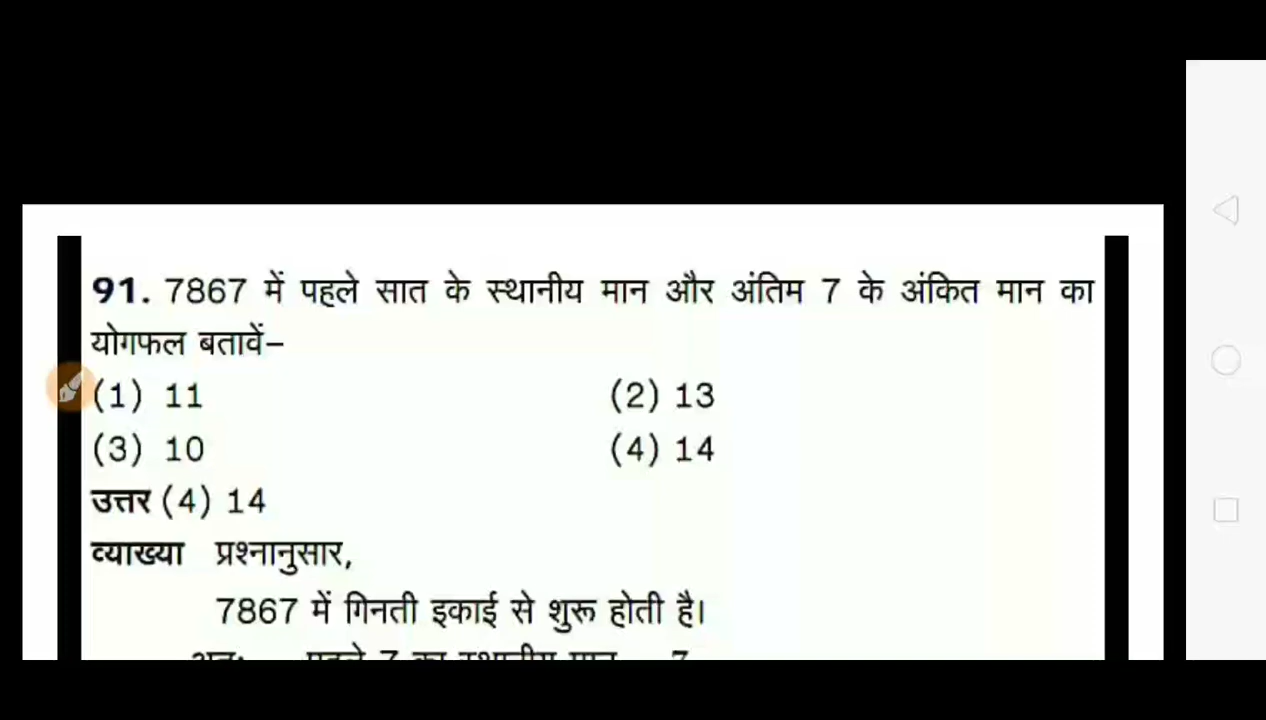 91. 7867 में पहले सात के स्थानीय मान और अंतिम 7 के अंकित मान का
योगफल बतावें–
(1) 11 (2) 13
(3) 10 (4) 14
उत्तर (4) 14
व्याख्या प्रश्नानुसार,
7867 में गिनती इकाई से शुरू होती है।